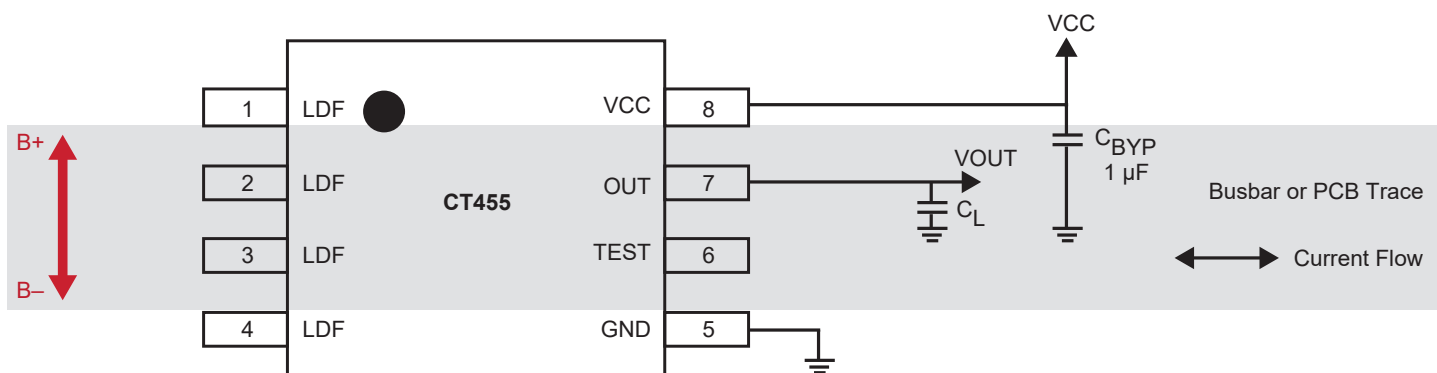 VCC
1 LDF VCC 8
B+
CBYP
1 µF
VOUT
2 LDF OUT 7
CT455
CL
Busbar or PCB Trace
3 LDF TEST 6
Current Flow
B–
4 LDF GND 5